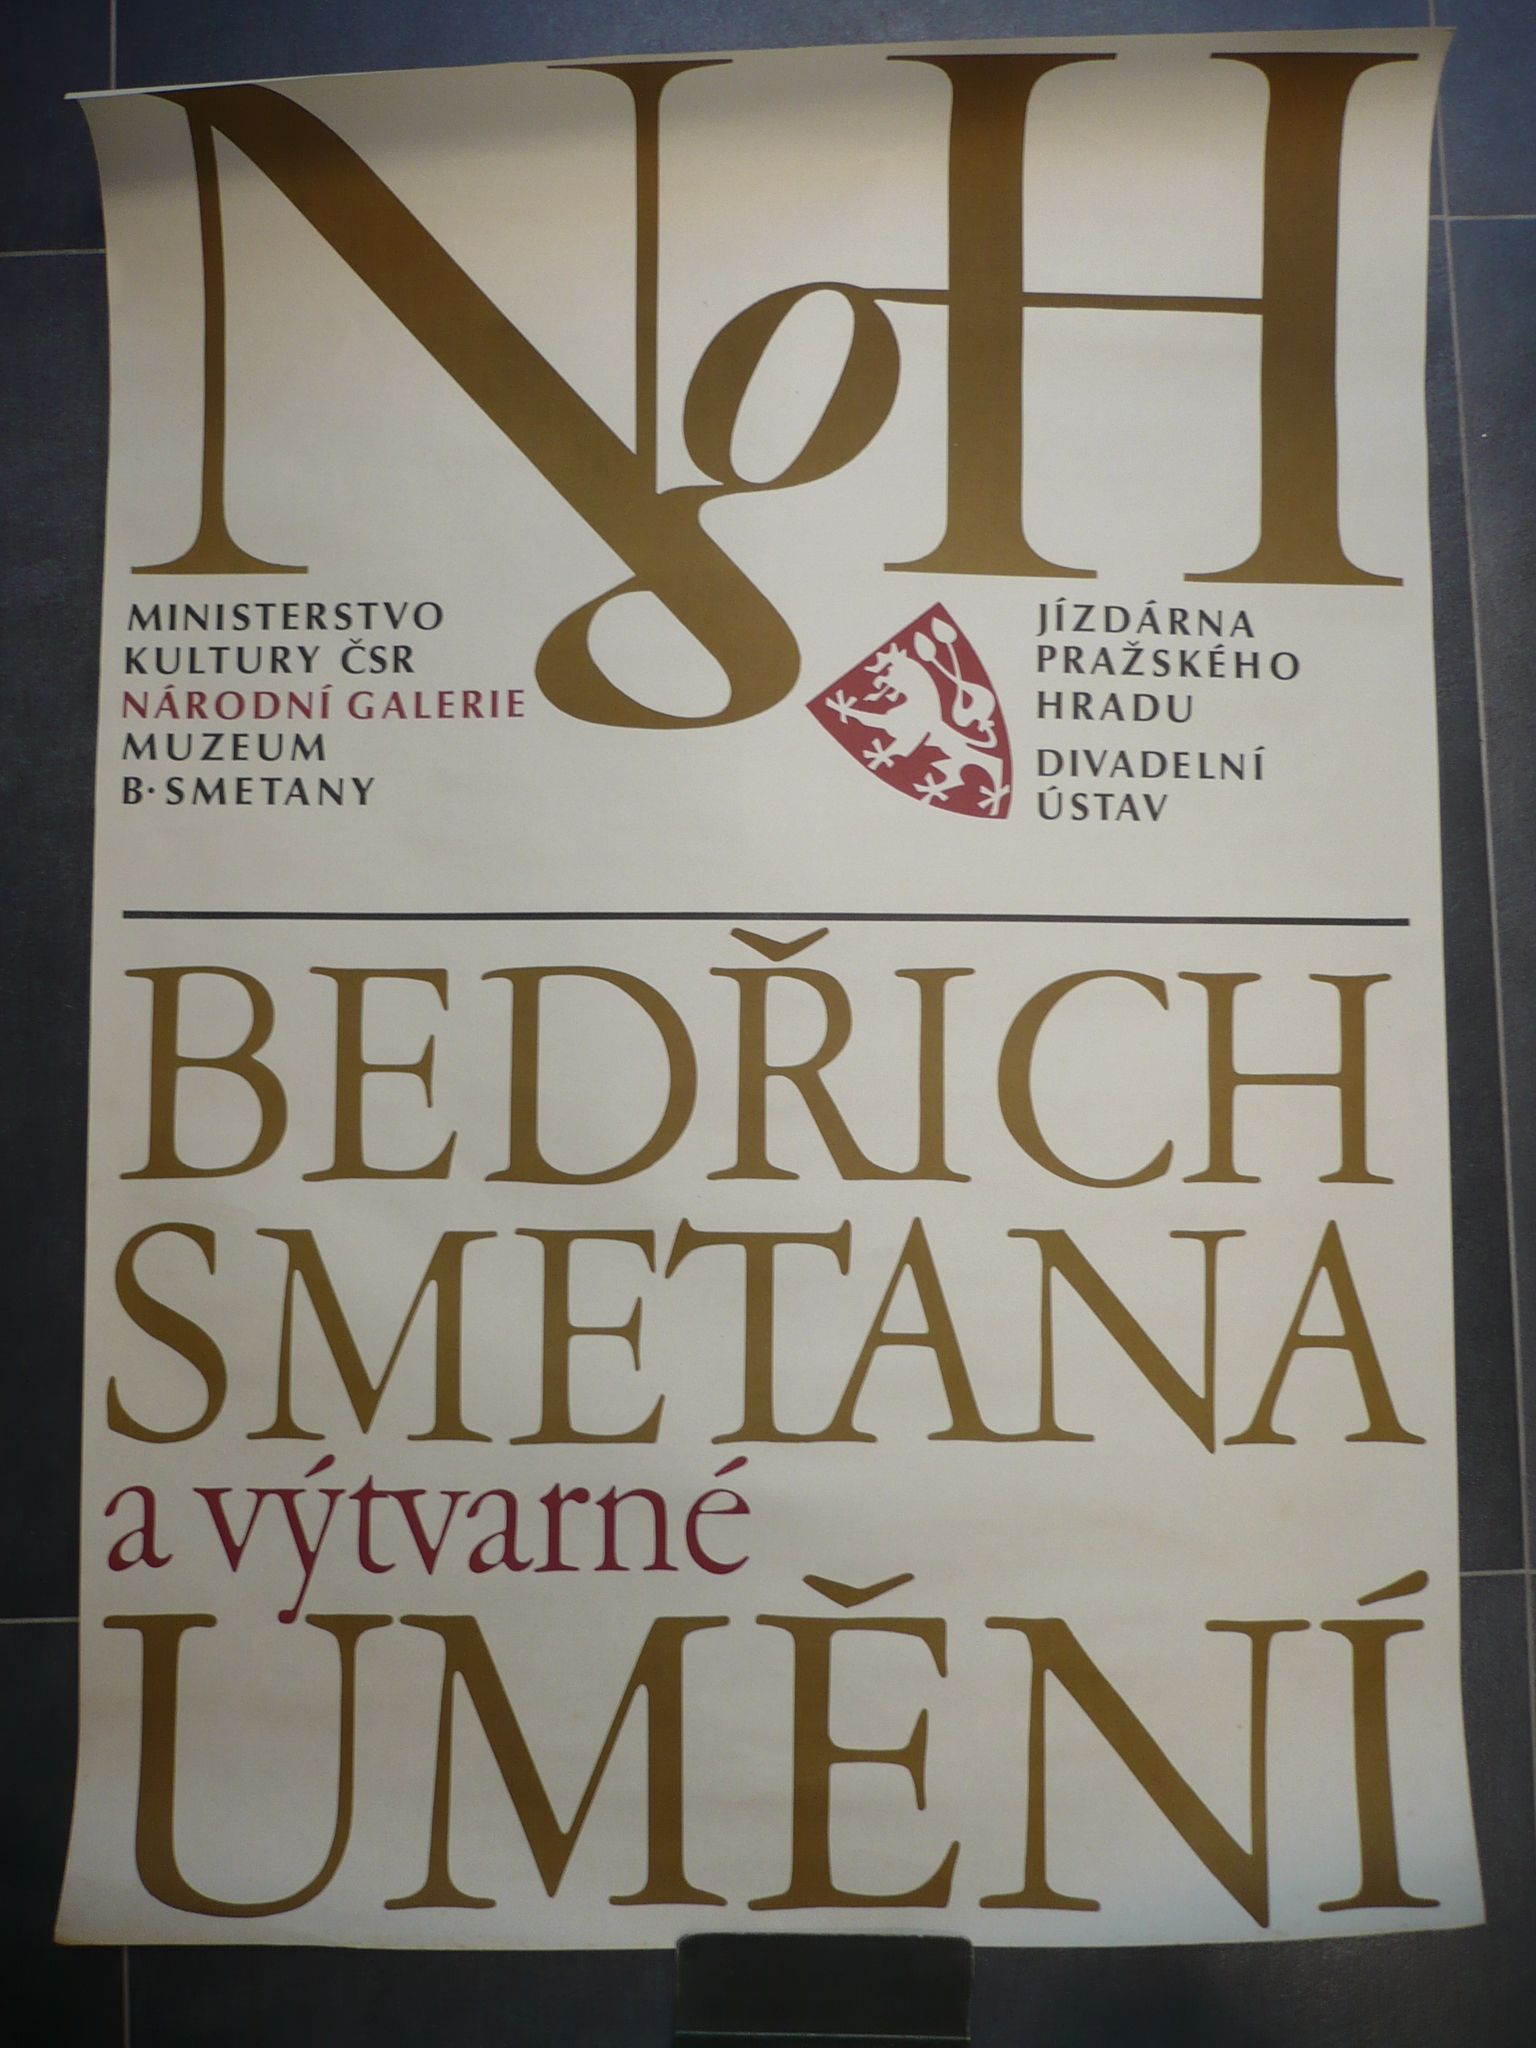 NgH
MINISTERSTVO
KULTURY ČSR
NÁRODNÍ GALERIE
MUZEUM
B·SMETANY
JÍZDÁRNA
PRAŽSKÉHO
HRADU
DIVADELNÍ
ÚSTAV
BEDŘICH
SMETANA
a výtvarné
UMĚNÍ